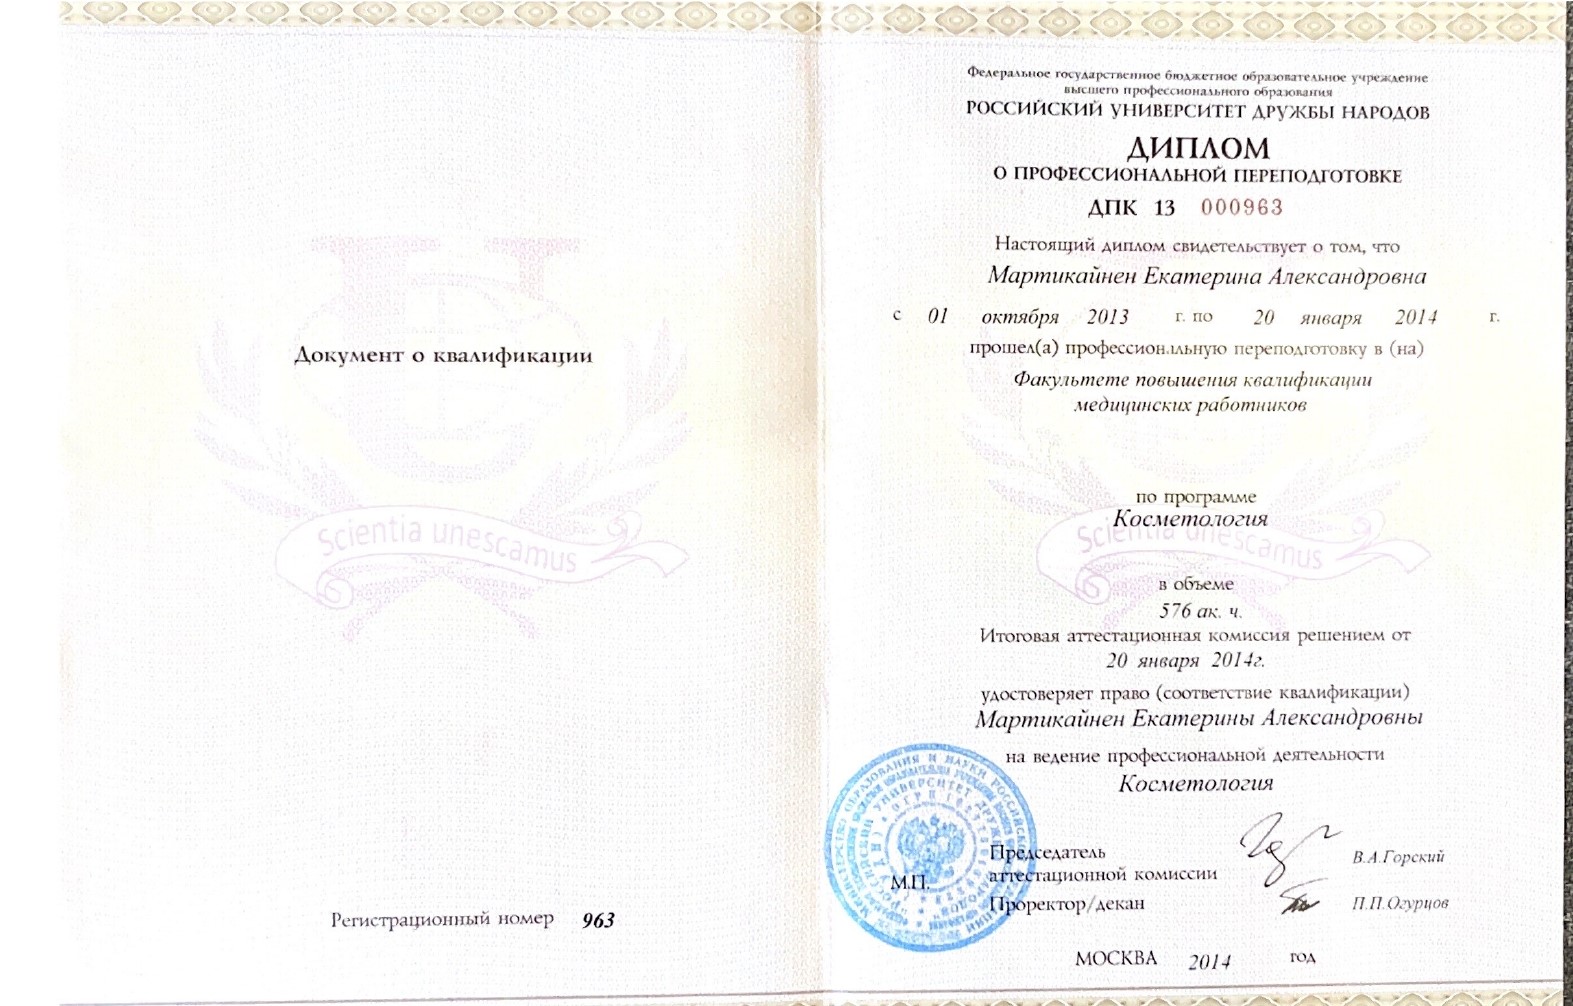 Документ о квалификации
Scientia unescamus
Регистрационный номер 963
Федеральное государственное бюджетное образовательное учреждение
высшего профессионального образования
РОССИЙСКИЙ УНИВЕРСИТЕТ ДРУЖБЫ НАРОДОВ
ДИПЛОМ
О ПРОФЕССИОНАЛЬНОЙ ПЕРЕПОДГОТОВКЕ
ДПК 13 000963
Настоящий диплом свидетельствует о том, что
Мартикайнен Екатерина Александровна
с 01 октября 2013 г. по 20 января 2014 г.
прошел(а) профессиональную переподготовку в (на)
Факультете повышения квалификации
медицинских работников
по программе
Косметология
Scientia unescamus
в объеме
576 ак. ч.
Итоговая аттестационная комиссия решением от
20 января 2014г.
удостоверяет право (соответствие квалификации)
Мартикайнен Екатерины Александровны
на ведение профессиональной деятельности
Косметология
Председатель
аттестационной комиссии В.А.Горский
М.П.
Проректор/декан П.П.Огурцов
МОСКВА 2014 год